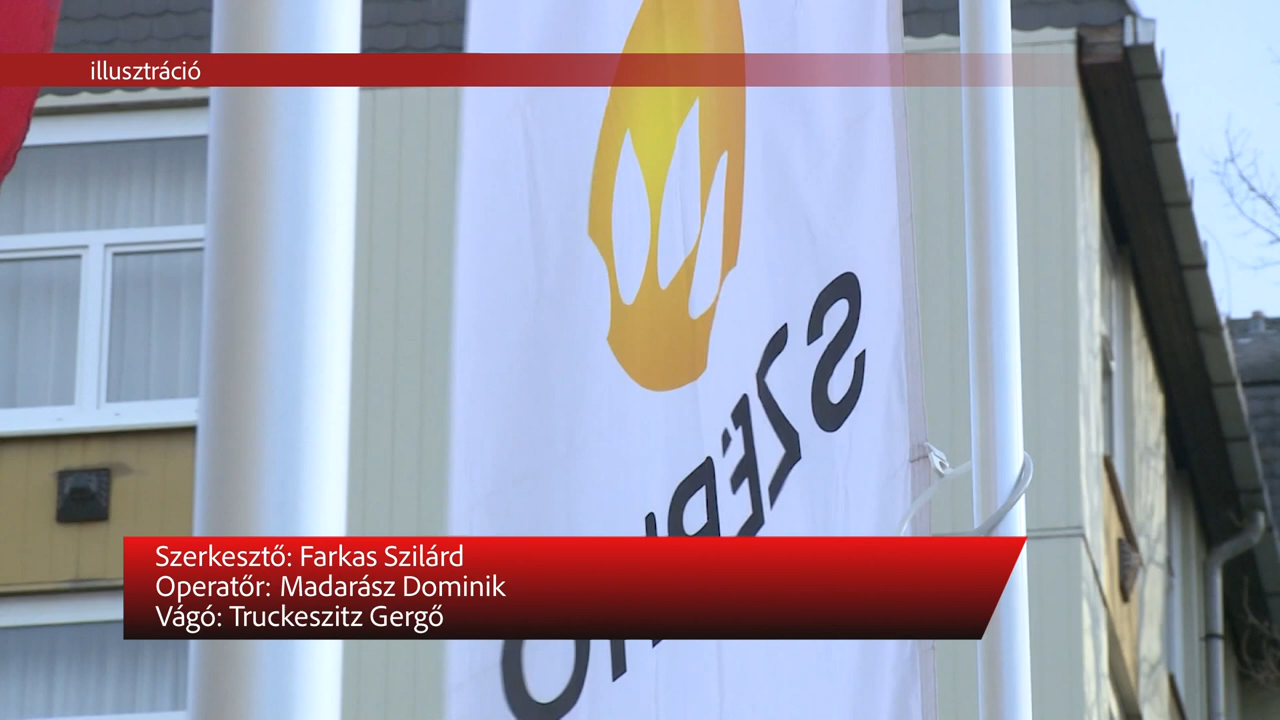 illusztráció
Szerkesztő: Farkas Szilárd
Operatőr: Madarász Dominik
Vágó: Truckeszitz Gergő